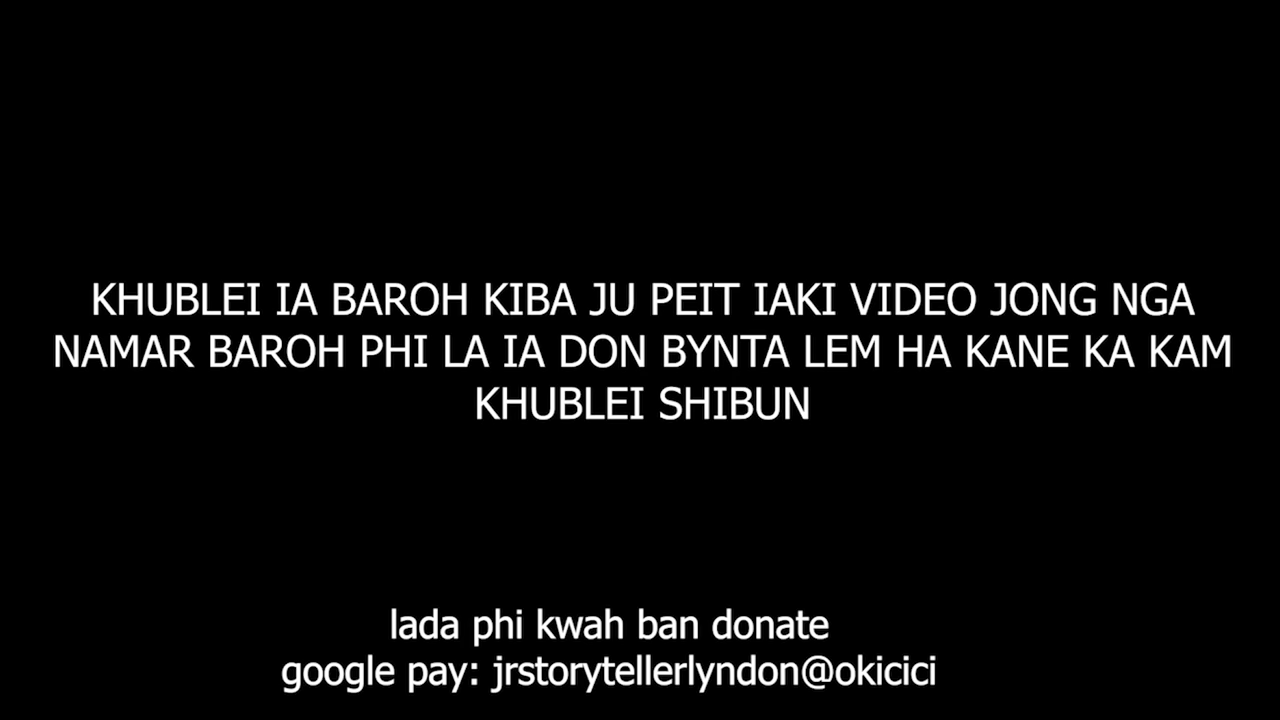 KHUBLEI IA BAROH KIBA JU PEIT IAKI VIDEO JONG NGA
NAMAR BAROH PHI LA IA DON BYNTA LEM HA KANE KA KAM
KHUBLEI SHIBUN
lada phi kwah ban donate
google pay: jrstorytellerlyndon@okicici